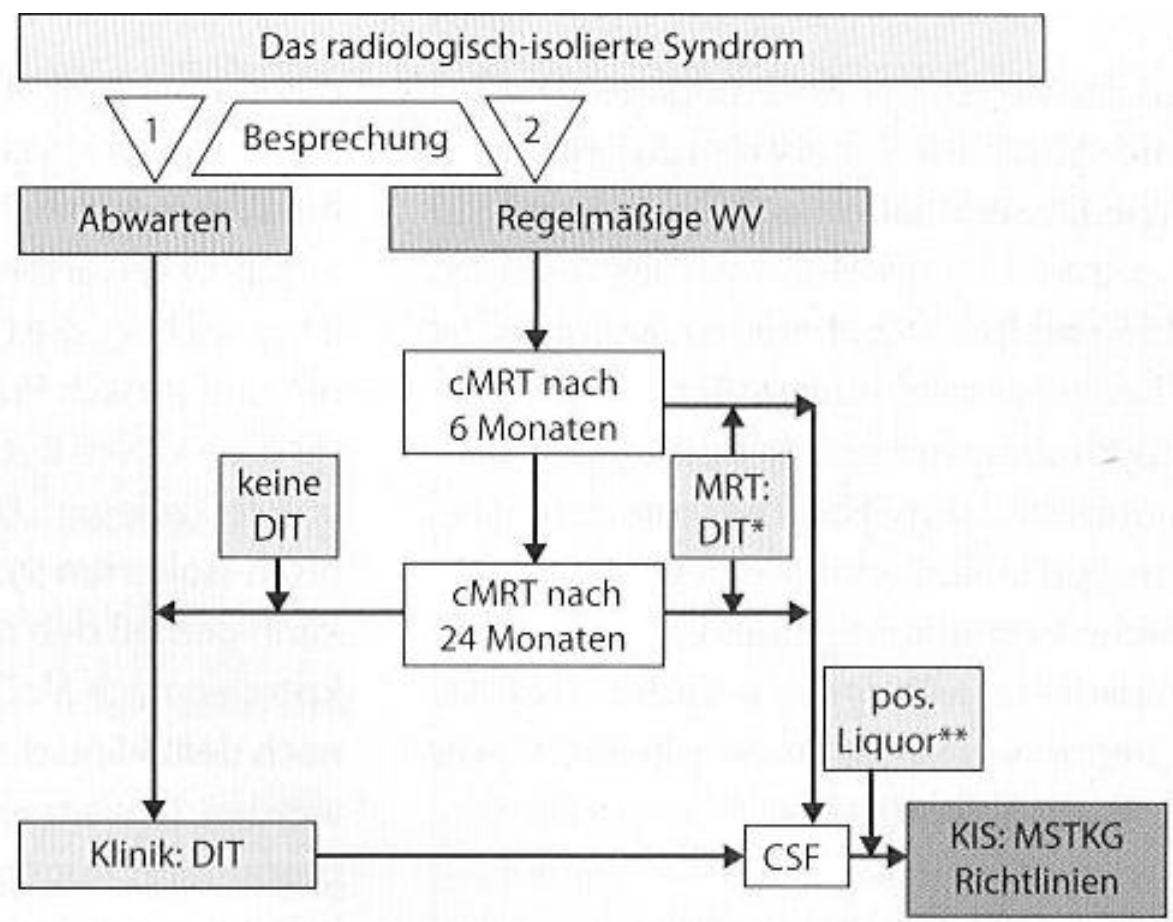 Das radiologisch-isolierte Syndrom
1
Besprechung
2
Abwarten
Regelmäßige WV
cMRT nach
6 Monaten
keine
DIT
MRT:
DIT*
cMRT nach
24 Monaten
pos.
Liquor**
Klinik: DIT
CSF
KIS: MSTKG
Richtlinien